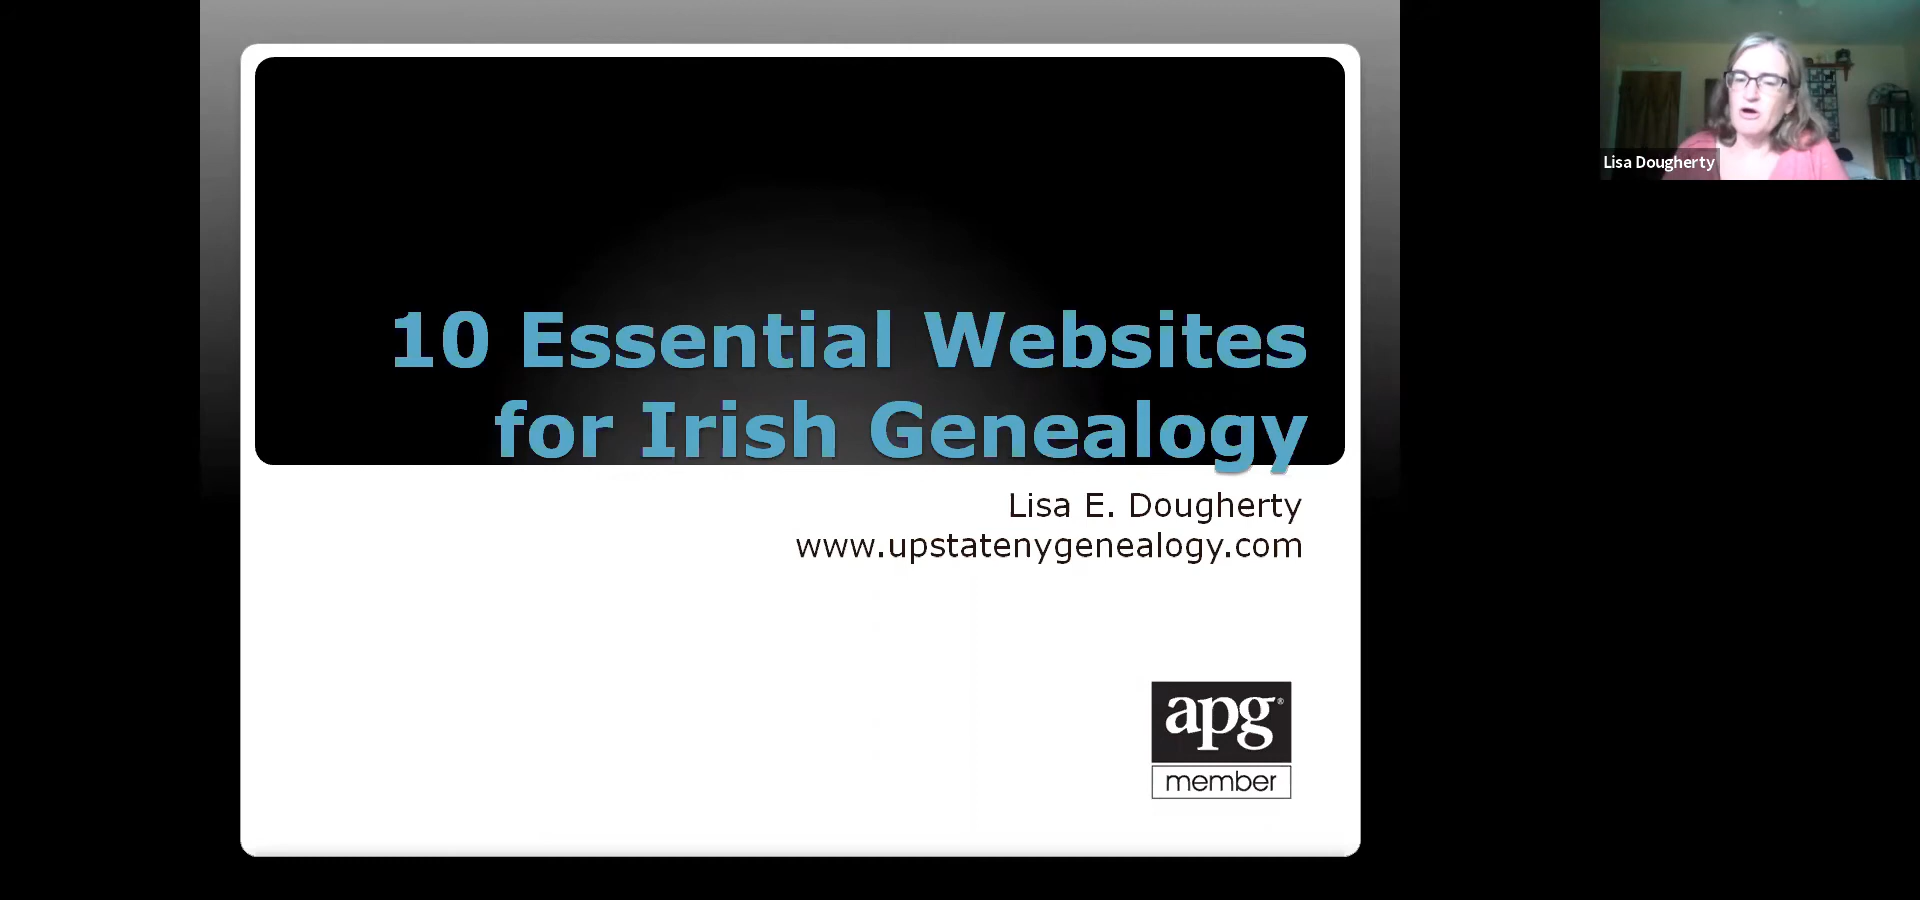 10 Essential Websites
for Irish Genealogy
Lisa E. Dougherty
www.upstatenygenealogy.com
apg®
member
Lisa Dougherty